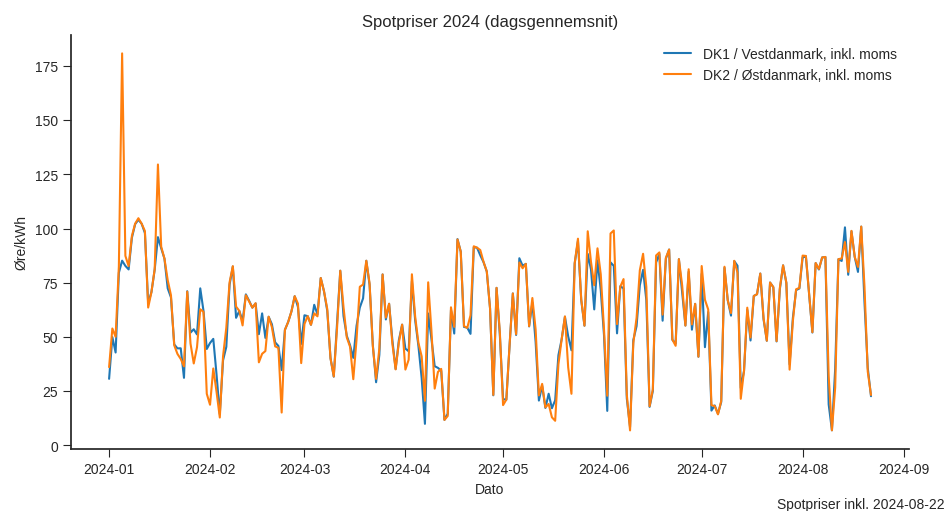 Spotpriser 2024 (dagsgennemsnit)
DK1 / Vestdanmark, inkl. moms
DK2 / Østdanmark, inkl. moms
Øre/kWh
175
150
125
100
75
50
25
0
2024-01 2024-02 2024-03 2024-04 2024-05 2024-06 2024-07 2024-08 2024-09
Dato
Spotpriser inkl. 2024-08-22